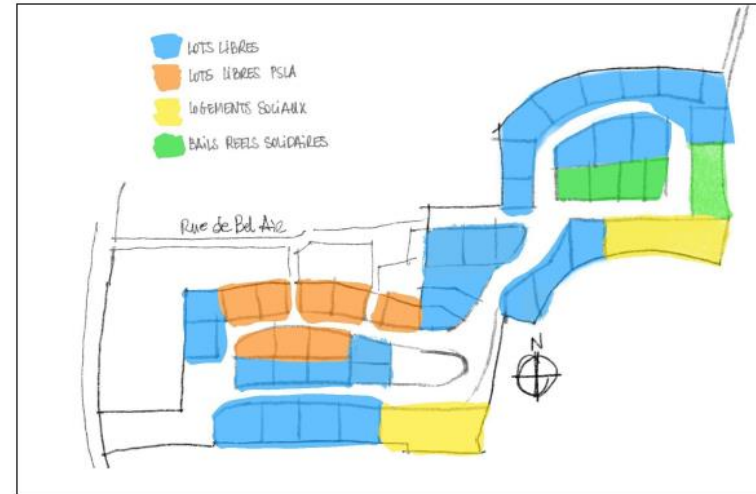 LOTS LIBRES
LOTS LIBRES PSLA
LOGEMENTS SOCIAUX
BAILS REELS SOLIDAIRES
Rue de Bel Air
N